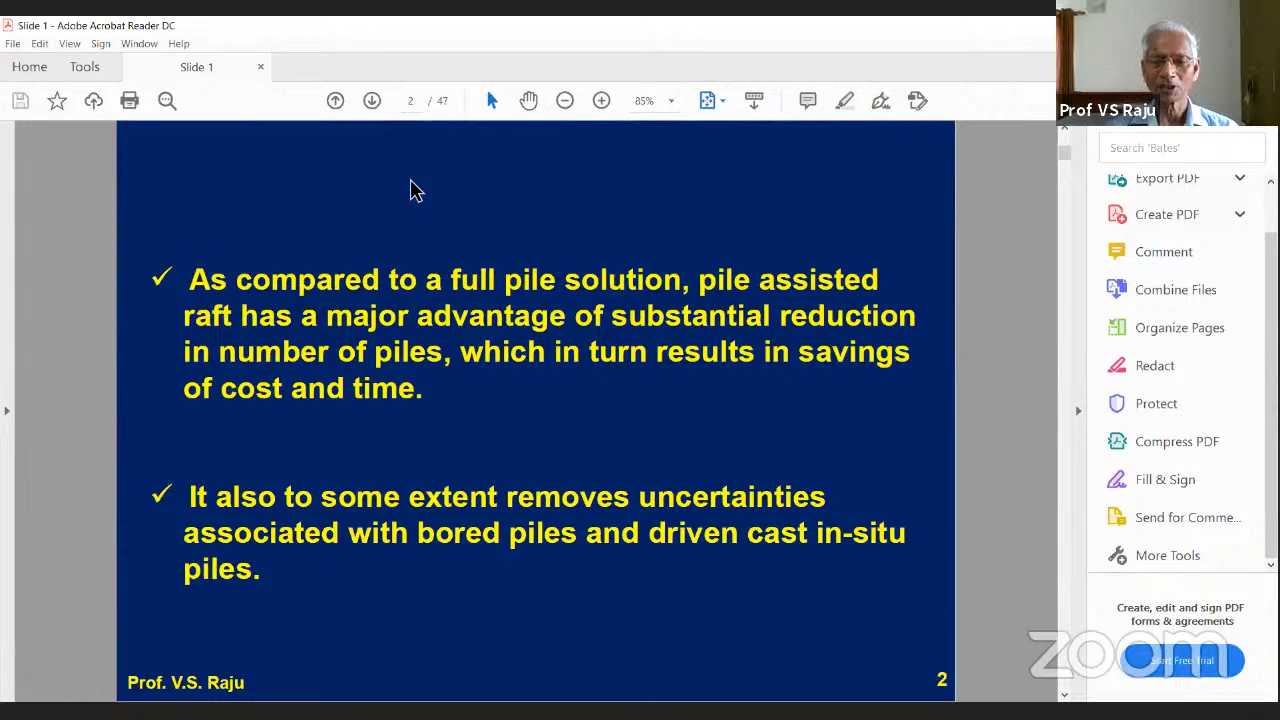 Slide 1 - Adobe Acrobat Reader DC
File Edit View Sign Window Help
Home Tools Slide 1 ×
2 / 47 85%
Prof VS Raju
Search 'Bates'
Export PDF
Create PDF
Comment
Combine Files
Organize Pages
Redact
Protect
Compress PDF
Fill & Sign
Send for Comme...
More Tools
Create, edit and sign PDF
forms & agreements
Start Free Trial
zoom
✓ As compared to a full pile solution, pile assisted
raft has a major advantage of substantial reduction
in number of piles, which in turn results in savings
of cost and time.
✓ It also to some extent removes uncertainties
associated with bored piles and driven cast in-situ
piles.
Prof. V.S. Raju 2